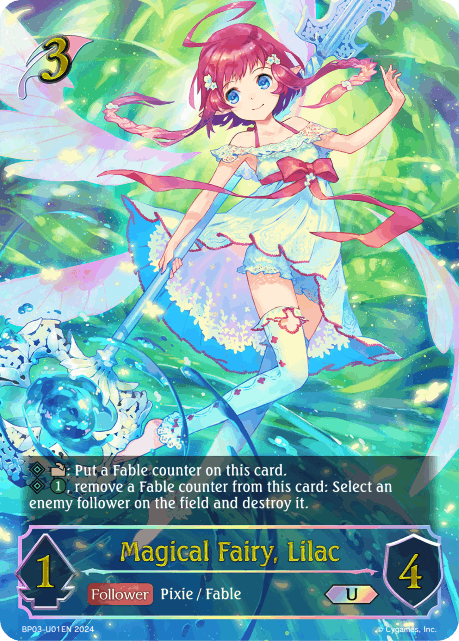 3
: Put a Fable counter on this card.
1, remove a Fable counter from this card: Select an
enemy follower on the field and destroy it.
Magical Fairy, Lilac
1
4
Follower Pixie / Fable
U
BP03-U01EN 2024
© Cygames, Inc.